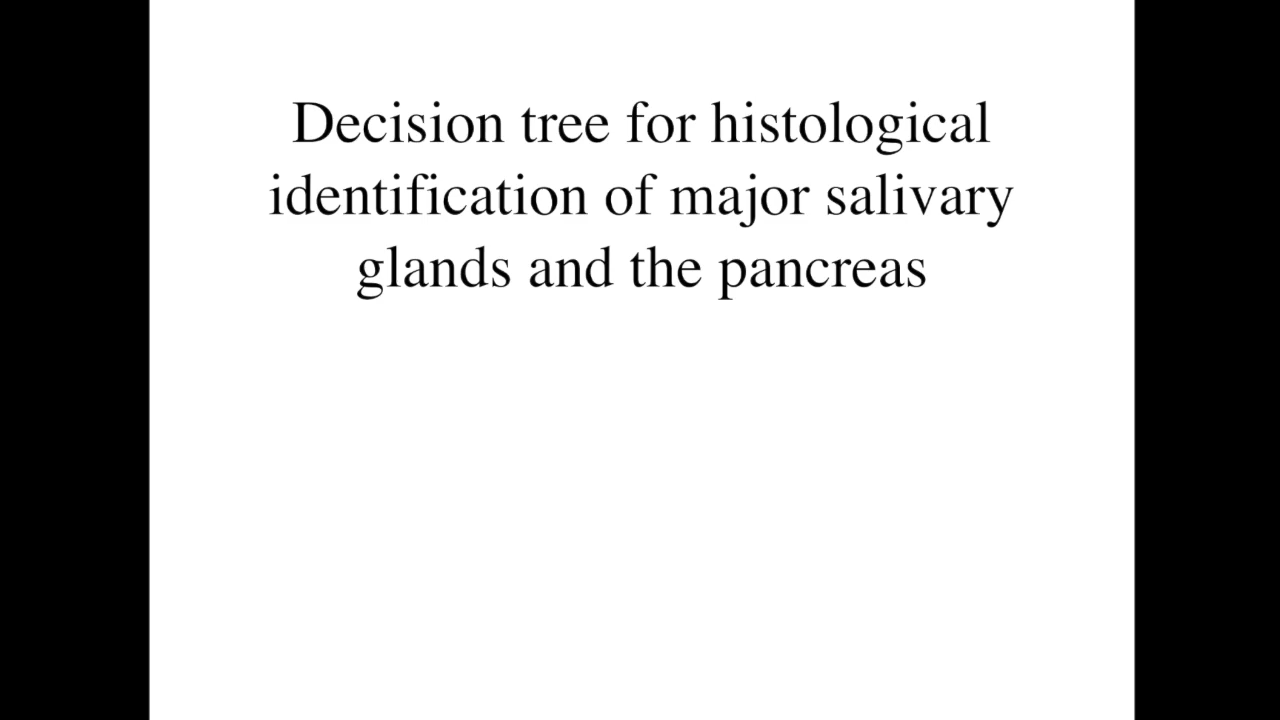 Decision tree for histological
identification of major salivary
glands and the pancreas